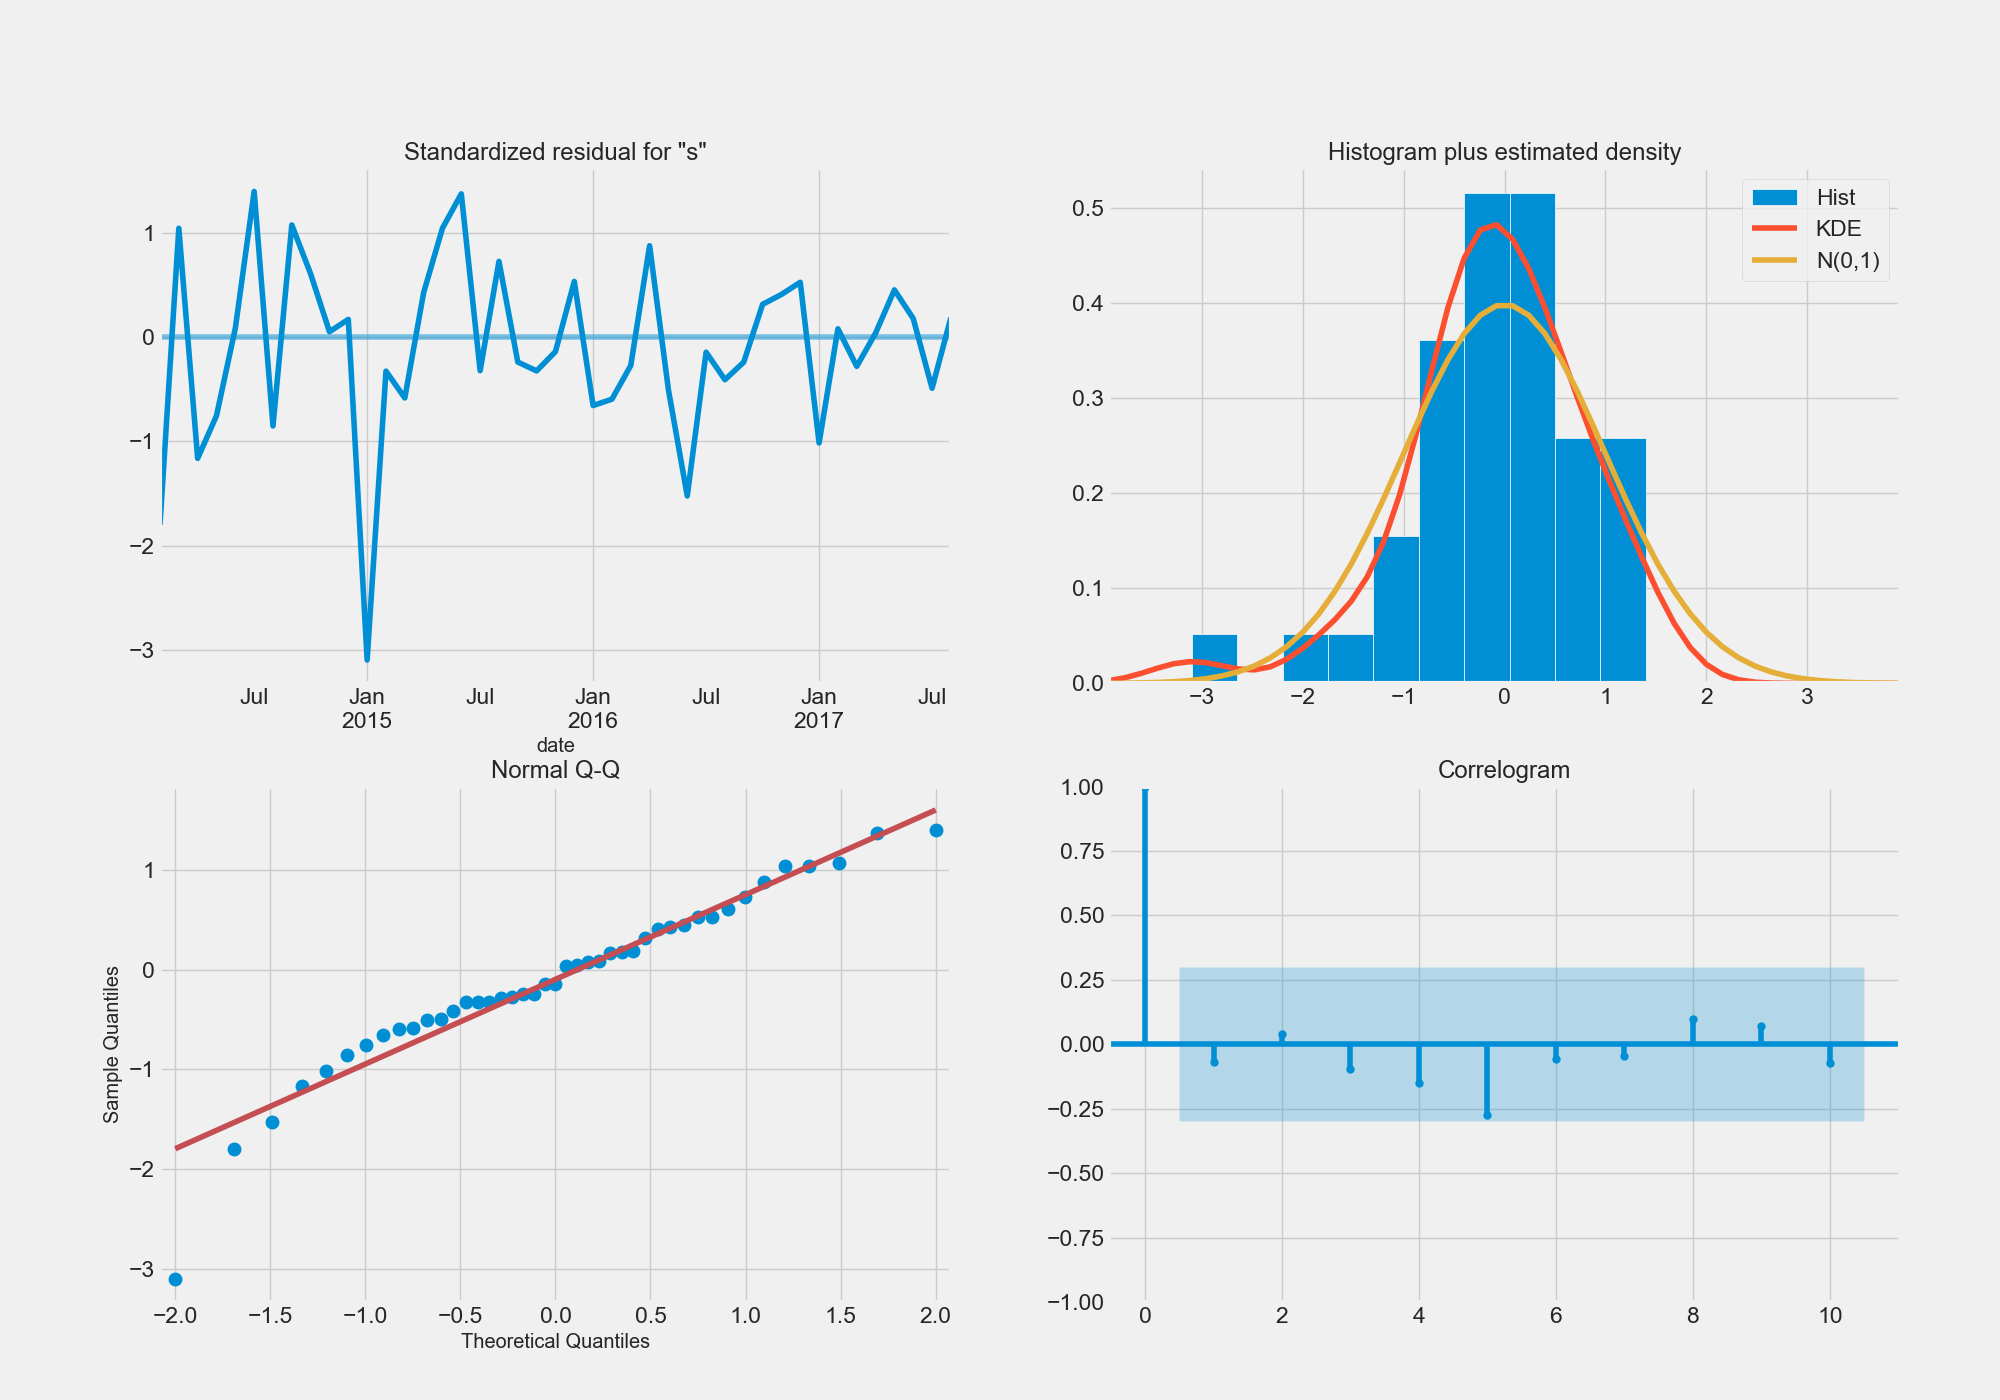 Standardized residual for "s"
1
0
−1
−2
−3
Jul
Jan
2015
Jul
Jan
2016
Jul
Jan
2017
Jul
date
Histogram plus estimated density
0.5
0.4
0.3
0.2
0.1
0.0
Hist
KDE
N(0,1)
−3
−2
−1
0
1
2
3
Normal Q-Q
Sample Quantiles
1
0
−1
−2
−3
−2.0
−1.5
−1.0
−0.5
0.0
0.5
1.0
1.5
2.0
Theoretical Quantiles
Correlogram
1.00
0.75
0.50
0.25
0.00
−0.25
−0.50
−0.75
−1.00
0
2
4
6
8
10